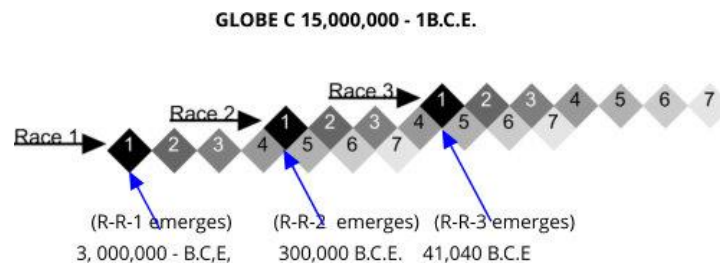 GLOBE C 15,000,000 - 1B.C.E.
Race 3
1 2 3 4 5 6 7
Race 2
1 2 3 4 5 6 7
Race 1
1 2 3 4 5 6 7
(R-R-1 emerges) (R-R-2 emerges) (R-R-3 emerges)
3, 000,000 - B.C,E, 300,000 B.C.E. 41,040 B.C.E